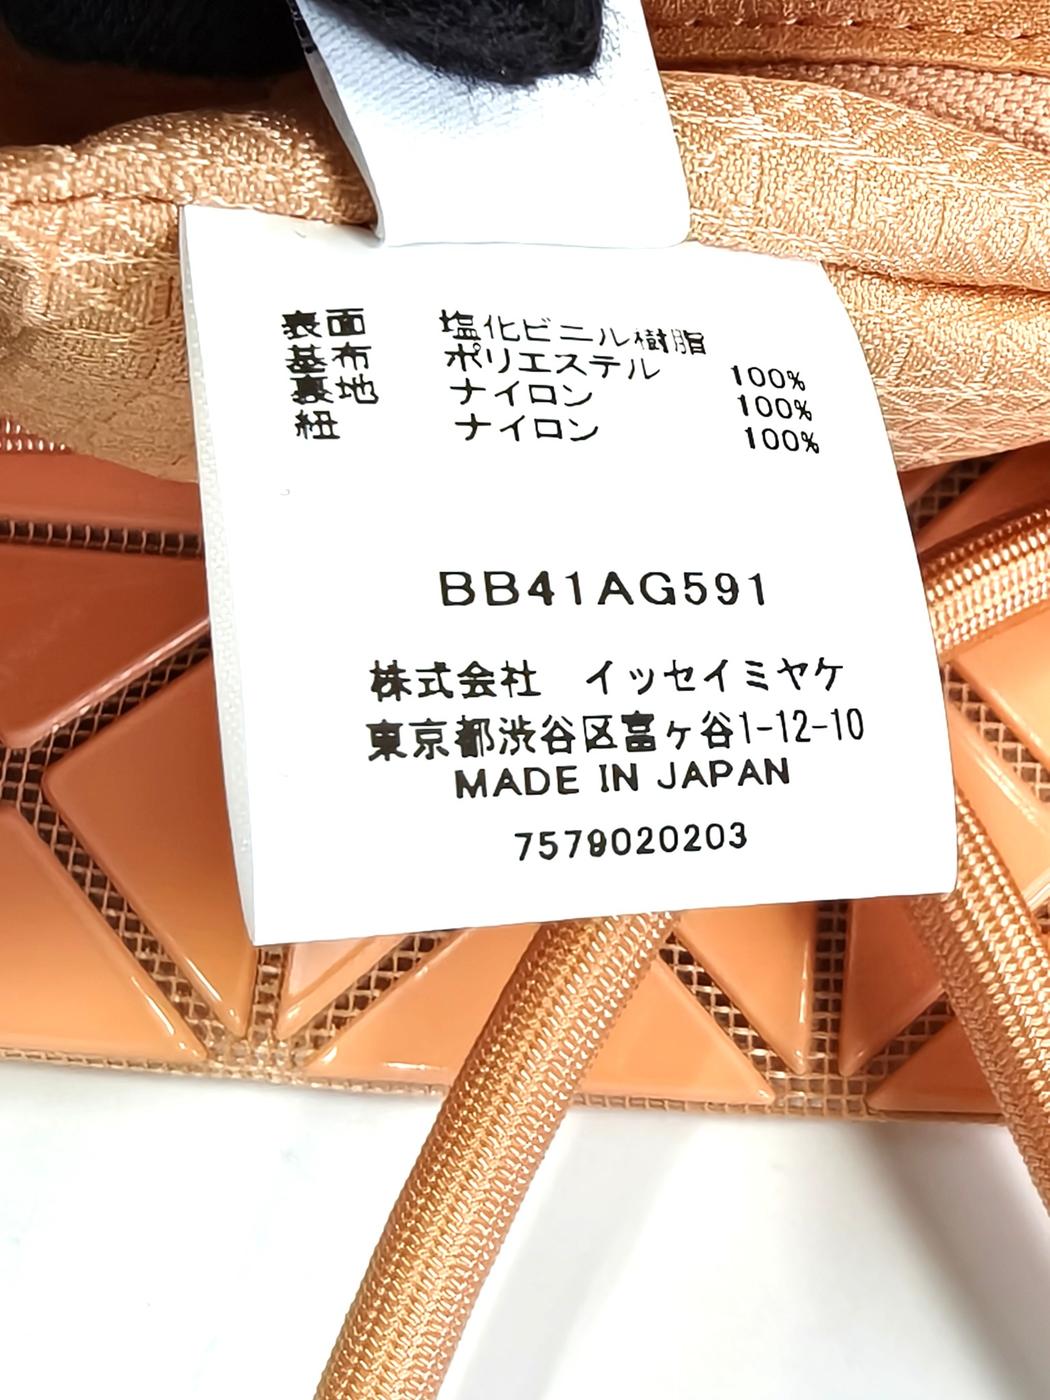 表面 塩化ビニル樹脂
基布 ポリエステル 100%
裏地 ナイロン 100%
紐 ナイロン 100%
BB41AG591
株式会社 イッセイミヤケ
東京都渋谷区富ヶ谷1-12-10
MADE IN JAPAN
7579020203